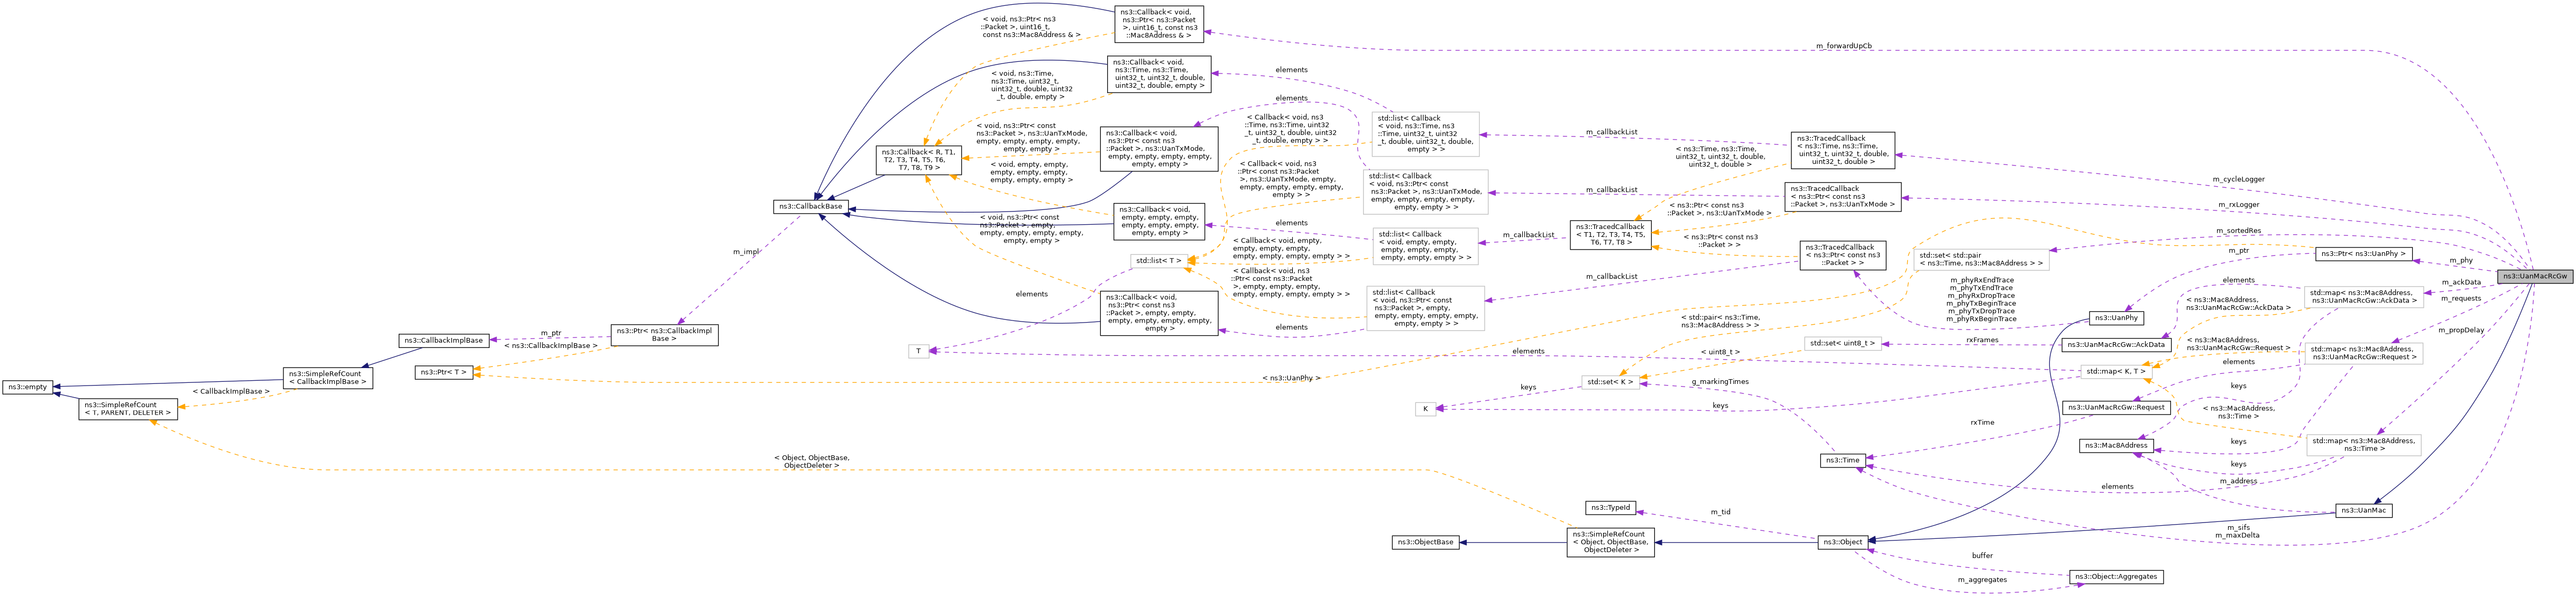 ns3::Callback< void,
ns3::Ptr< ns3::Packet
>, uint16_t, const ns3
::Mac8Address & >
< void, ns3::Ptr< ns3
::Packet >, uint16_t,
const ns3::Mac8Address & >
m_forwardUpCb
ns3::Callback< void,
ns3::Time, ns3::Time,
uint32_t, uint32_t, double,
uint32_t, double, empty >
elements
< void, ns3::Time,
ns3::Time, uint32_t,
uint32_t, double, uint32
_t, double, empty >
elements
std::list< Callback
< void, ns3::Time, ns3
::Time, uint32_t, uint32
_t, uint32_t, double,
empty > >
< Callback< void, ns3
::Time, ns3::Time, uint32
_t, uint32_t, double, uint32
_t, double, empty > >
m_callbackList
ns3::TracedCallback
< ns3::Time, ns3::Time,
uint32_t, uint32_t, double,
uint32_t, double >
< void, ns3::Ptr< const
ns3::Packet >, ns3::UanTxMode,
empty, empty, empty, empty,
empty, empty >
ns3::Callback< void,
ns3::Ptr< const ns3
::Packet >, ns3::UanTxMode,
empty, empty, empty, empty,
empty, empty >
ns3::Callback< R, T1,
T2, T3, T4, T5, T6,
T7, T8, T9 >
< ns3::Time, ns3::Time,
uint32_t, uint32_t, double,
uint32_t, double >
< void, empty, empty,
empty, empty, empty,
empty, empty, empty >
< Callback< void, ns3
::Ptr< const ns3::Packet
>, ns3::UanTxMode, empty,
empty, empty, empty, empty,
empty > >
std::list< Callback
< void, ns3::Ptr< const
ns3::Packet >, ns3::UanTxMode,
empty, empty, empty, empty,
empty, empty > >
m_callbackList
ns3::TracedCallback
< ns3::Ptr< const ns3
::Packet >, ns3::UanTxMode >
m_cycleLogger
m_rxLogger
ns3::CallbackBase
ns3::Callback< void,
empty, empty, empty,
empty, empty, empty,
empty, empty >
elements
< void, ns3::Ptr< const
ns3::Packet >, empty,
empty, empty, empty, empty,
empty, empty >
< ns3::Ptr< const ns3
::Packet >, ns3::UanTxMode >
ns3::TracedCallback
< T1, T2, T3, T4, T5,
T6, T7, T8 >
m_callbackList
std::list< Callback
< void, empty, empty,
empty, empty, empty,
empty, empty, empty > >
< Callback< void, empty,
empty, empty, empty,
empty, empty, empty, empty > >
< ns3::Ptr< const ns3
::Packet > >
ns3::TracedCallback
< ns3::Ptr< const ns3
::Packet > >
m_sortedRes
std::set< std::pair
< ns3::Time, ns3::Mac8Address > >
m_ptr
ns3::Ptr< ns3::UanPhy >
m_phy
ns3::UanMacRcGw
m_impl
std::list< T >
< Callback< void, ns3
::Ptr< const ns3::Packet
>, empty, empty, empty,
empty, empty, empty, empty > >
m_callbackList
m_phyRxEndTrace
m_phyTxEndTrace
m_phyRxDropTrace
m_phyTxBeginTrace
m_phyTxDropTrace
m_phyRxBeginTrace
elements
m_ackData
std::map< ns3::Mac8Address,
ns3::UanMacRcGw::AckData >
m_requests
elements
ns3::Callback< void,
ns3::Ptr< const ns3
::Packet >, empty, empty,
empty, empty, empty, empty,
empty >
std::list< Callback
< void, ns3::Ptr< const
ns3::Packet >, empty,
empty, empty, empty, empty,
empty, empty > >
elements
< ns3::Mac8Address,
ns3::UanMacRcGw::AckData >
ns3::UanPhy
< std::pair< ns3::Time,
ns3::Mac8Address > >
m_propDelay
ns3::CallbackImplBase
m_ptr
ns3::Ptr< ns3::CallbackImpl
Base >
< ns3::CallbackImplBase >
T
elements
< uint8_t >
std::set< uint8_t >
rxFrames
ns3::UanMacRcGw::AckData
< ns3::Mac8Address,
ns3::UanMacRcGw::Request >
std::map< ns3::Mac8Address,
ns3::UanMacRcGw::Request >
elements
ns3::Ptr< T >
< ns3::UanPhy >
std::set< K >
g_markingTimes
std::map< K, T >
keys
ns3::empty
ns3::SimpleRefCount
< CallbackImplBase >
< CallbackImplBase >
ns3::SimpleRefCount
< T, PARENT, DELETER >
keys
K
keys
ns3::UanMacRcGw::Request
< ns3::Mac8Address,
ns3::Time >
rxTime
ns3::Mac8Address
keys
std::map< ns3::Mac8Address,
ns3::Time >
< Object, ObjectBase,
ObjectDeleter >
ns3::Time
keys
elements
m_address
ns3::TypeId
m_tid
ns3::UanMac
m_sifs
m_maxDelta
ns3::ObjectBase
ns3::SimpleRefCount
< Object, ObjectBase,
ObjectDeleter >
ns3::Object
buffer
m_aggregates
ns3::Object::Aggregates